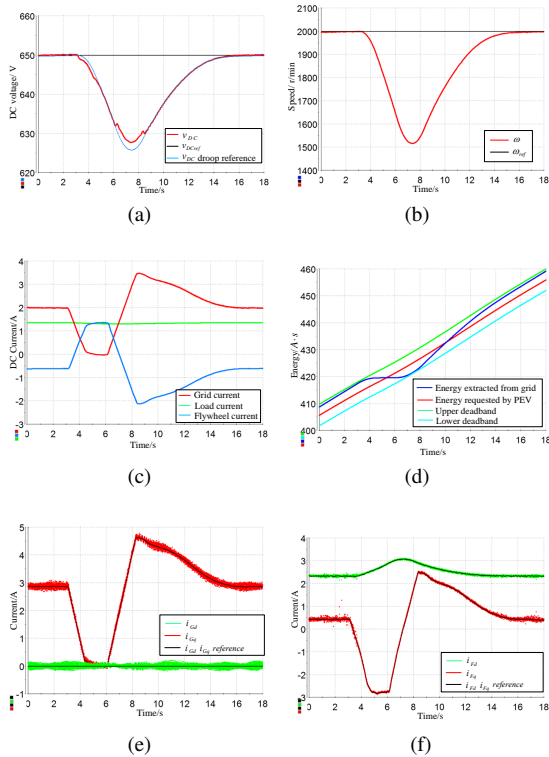 DC voltage/ V
650
640
630
620
v_DC
v_DCref
v_DC droop reference
0 2 4 6 8 10 12 14 16 18
Time/s
(a)
Speed/ r/min
2100
2000
1900
1800
1700
1600
1500
1400
ω
ω_ref
0 2 4 6 8 10 12 14 16 18
Time/s
(b)
DC Current/A
4
3
2
1
0
-1
-2
-3
Grid current
Load current
Flywheel current
0 2 4 6 8 10 12 14 16 18
Time/s
(c)
Energy/A·s
460
450
440
430
420
410
400
Energy extracted from grid
Energy requested by PEV
Upper deadband
Lower deadband
0 2 4 6 8 10 12 14 16 18
Time/s
(d)
Current/A
5
4
3
2
1
0
-1
i_Gd
i_Gq
i_Gd i_Gq reference
0 2 4 6 8 10 12 14 16 18
Time/s
(e)
Current/A
4
3
2
1
0
-1
-2
-3
i_Fd
i_Fq
i_Fd i_Fq reference
0 2 4 6 8 10 12 14 16 18
Time/s
(f)